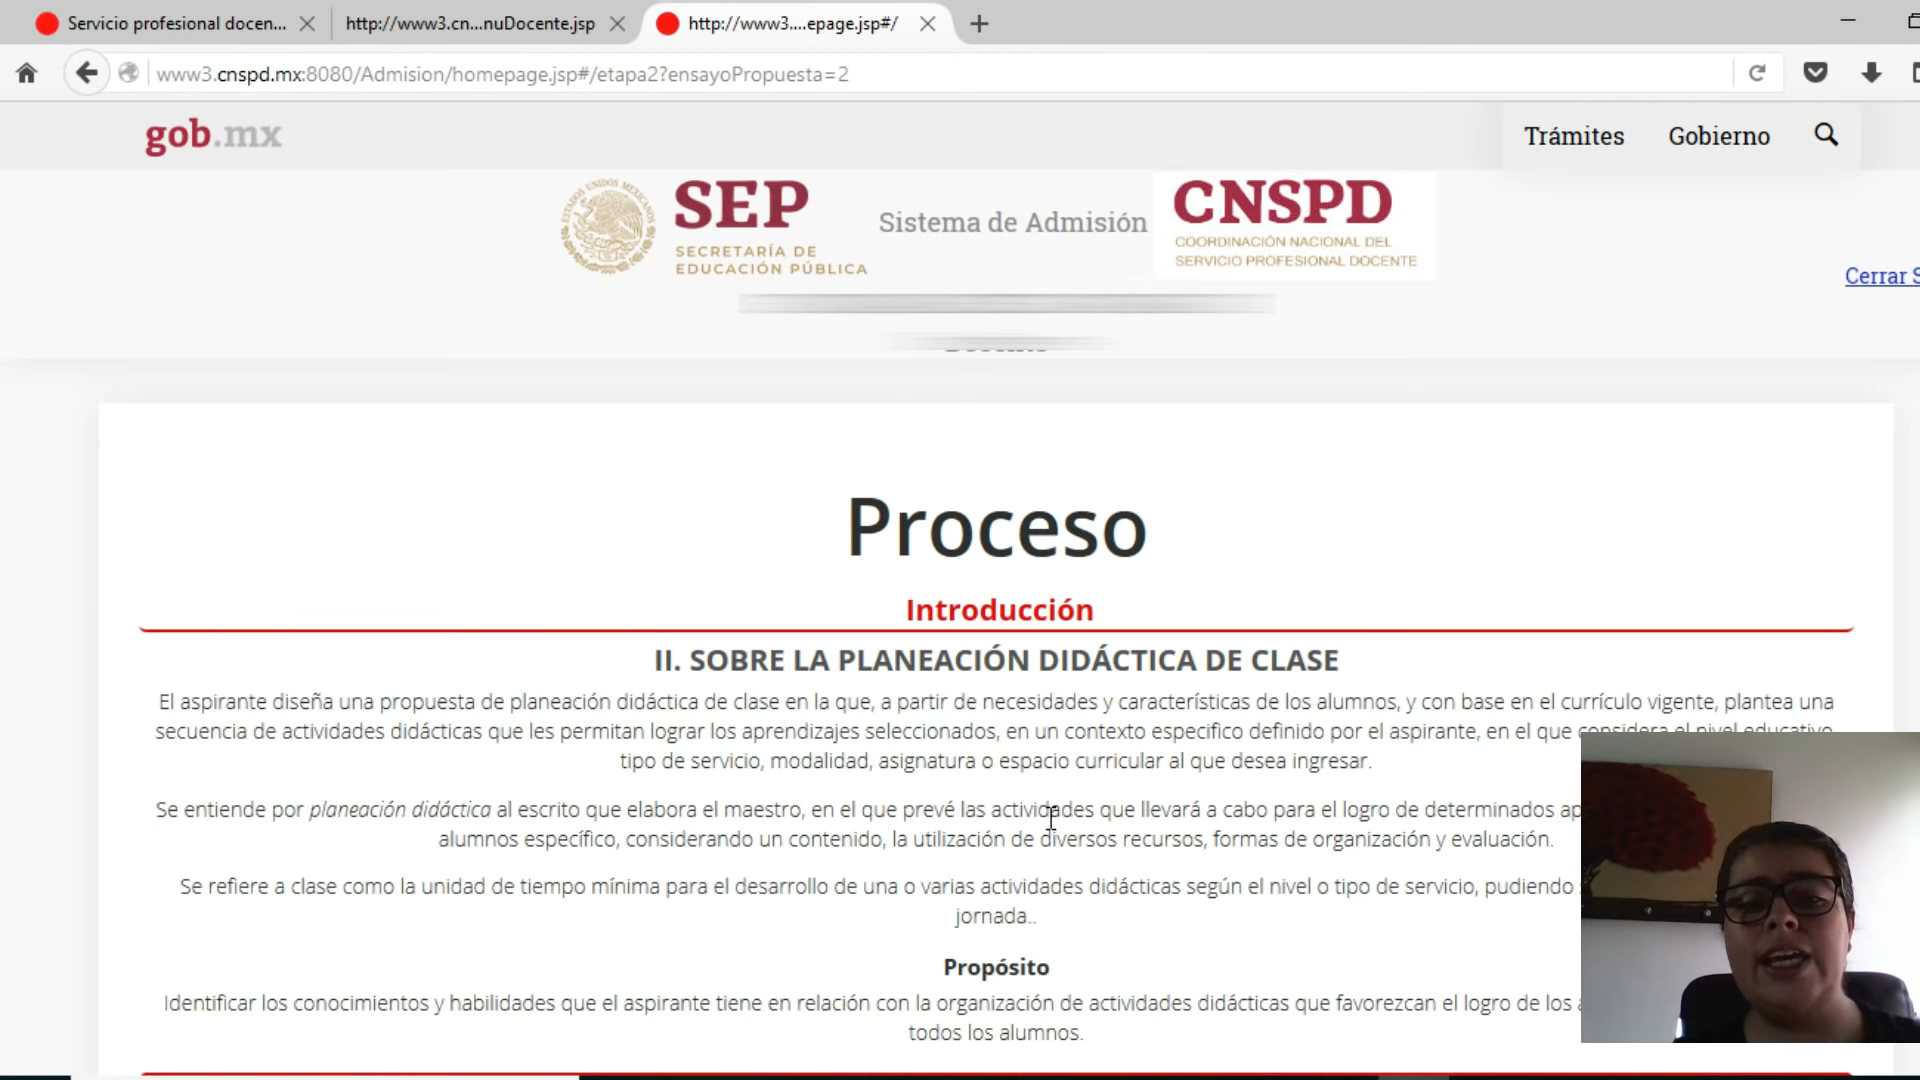 Servicio profesional docen...
http://www3.cn...nuDocente.jsp
http://www3....epage.jsp#/
www3.cnspd.mx:8080/Admision/homepage.jsp#/etapa2?ensayoPropuesta=2
gob.mx
Trámites Gobierno
ESTADOS UNIDOS MEXICANOS
SEP
SECRETARÍA DE
EDUCACIÓN PÚBLICA
Sistema de Admisión
CNSPD
COORDINACIÓN NACIONAL DEL
SERVICIO PROFESIONAL DOCENTE
Cerrar S
Proceso
Introducción
II. SOBRE LA PLANEACIÓN DIDÁCTICA DE CLASE
El aspirante diseña una propuesta de planeación didáctica de clase en la que, a partir de necesidades y características de los alumnos, y con base en el currículo vigente, plantea una
secuencia de actividades didácticas que les permitan lograr los aprendizajes seleccionados, en un contexto especifico definido por el aspirante, en el que considera el nivel educativo
tipo de servicio, modalidad, asignatura o espacio curricular al que desea ingresar.
Se entiende por planeación didáctica al escrito que elabora el maestro, en el que prevé las actividades que llevará a cabo para el logro de determinados ap
alumnos específico, considerando un contenido, la utilización de diversos recursos, formas de organización y evaluación.
Se refiere a clase como la unidad de tiempo mínima para el desarrollo de una o varias actividades didácticas según el nivel o tipo de servicio, pudiendo
jornada..
Propósito
Identificar los conocimientos y habilidades que el aspirante tiene en relación con la organización de actividades didácticas que favorezcan el logro de los
todos los alumnos.